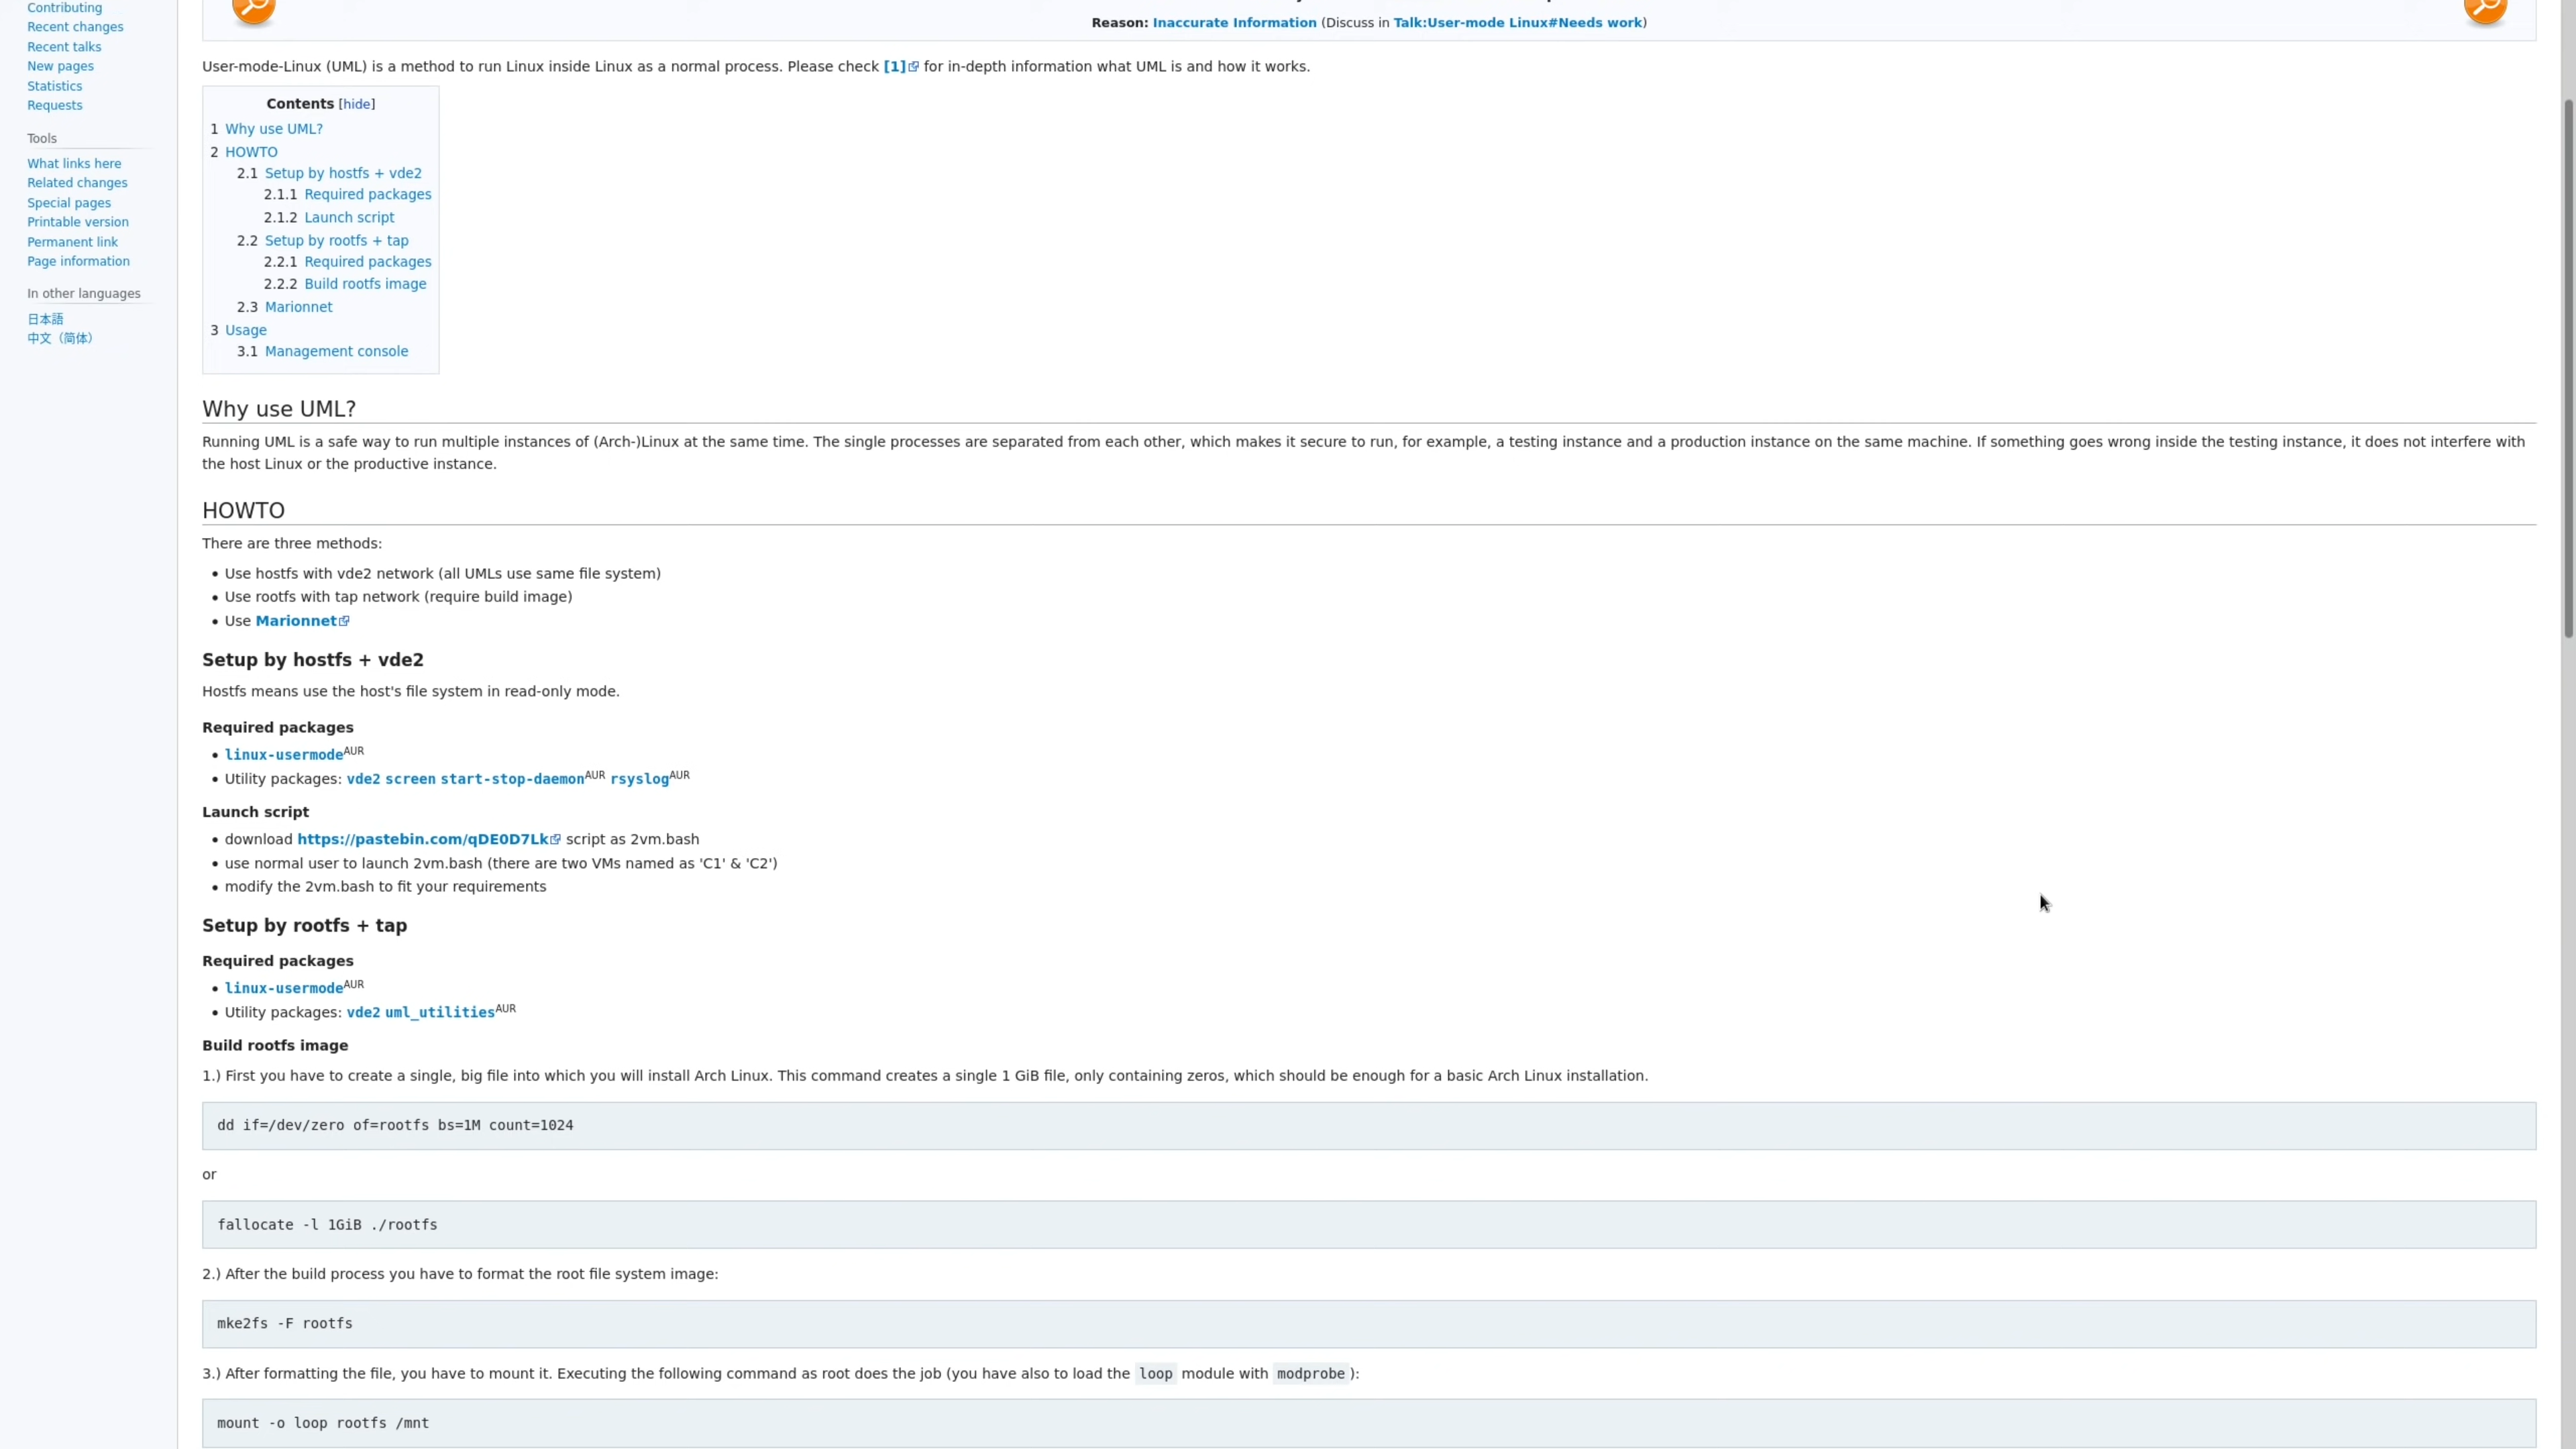 Contributing
Recent changes
Recent talks
New pages
Statistics
Requests
Tools
What links here
Related changes
Special pages
Printable version
Permanent link
Page information
In other languages
日本語
中文（简体）
Reason: Inaccurate Information (Discuss in Talk:User-mode Linux#Needs work)
User-mode-Linux (UML) is a method to run Linux inside Linux as a normal process. Please check [1] for in-depth information what UML is and how it works.
Contents [hide]
1 Why use UML?
2 HOWTO
2.1 Setup by hostfs + vde2
2.1.1 Required packages
2.1.2 Launch script
2.2 Setup by rootfs + tap
2.2.1 Required packages
2.2.2 Build rootfs image
2.3 Marionnet
3 Usage
3.1 Management console
Why use UML?
Running UML is a safe way to run multiple instances of (Arch-)Linux at the same time. The single processes are separated from each other, which makes it secure to run, for example, a testing instance and a production instance on the same machine. If something goes wrong inside the testing instance, it does not interfere with
the host Linux or the productive instance.
HOWTO
There are three methods:
• Use hostfs with vde2 network (all UMLs use same file system)
• Use rootfs with tap network (require build image)
• Use Marionnet
Setup by hostfs + vde2
Hostfs means use the host's file system in read-only mode.
Required packages
• linux-usermodeAUR
• Utility packages: vde2 screen start-stop-daemonAUR rsyslogAUR
Launch script
• download https://pastebin.com/qDE0D7Lk script as 2vm.bash
• use normal user to launch 2vm.bash (there are two VMs named as 'C1' & 'C2')
• modify the 2vm.bash to fit your requirements
Setup by rootfs + tap
Required packages
• linux-usermodeAUR
• Utility packages: vde2 uml_utilitiesAUR
Build rootfs image
1.) First you have to create a single, big file into which you will install Arch Linux. This command creates a single 1 GiB file, only containing zeros, which should be enough for a basic Arch Linux installation.
dd if=/dev/zero of=rootfs bs=1M count=1024
or
fallocate -l 1GiB ./rootfs
2.) After the build process you have to format the root file system image:
mke2fs -F rootfs
3.) After formatting the file, you have to mount it. Executing the following command as root does the job (you have also to load the loop module with modprobe):
mount -o loop rootfs /mnt